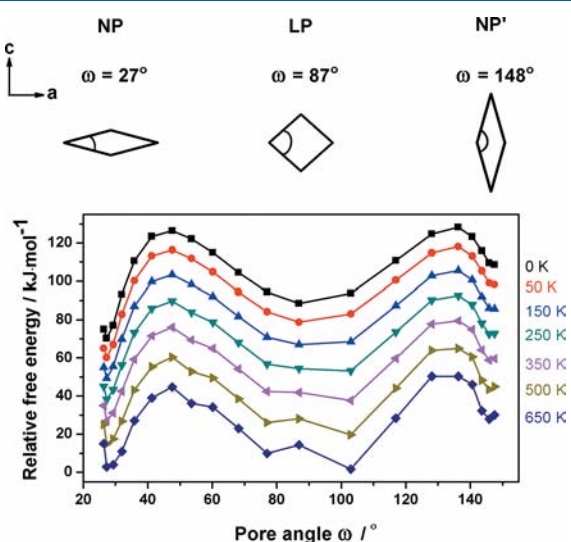 NP LP NP'
c
ω = 27° ω = 87° ω = 148°
a
Relative free energy / kJ·mol⁻¹
120
100
80
60
40
20
0
0 K
50 K
150 K
250 K
350 K
500 K
650 K
20 40 60 80 100 120 140
Pore angle ω / °